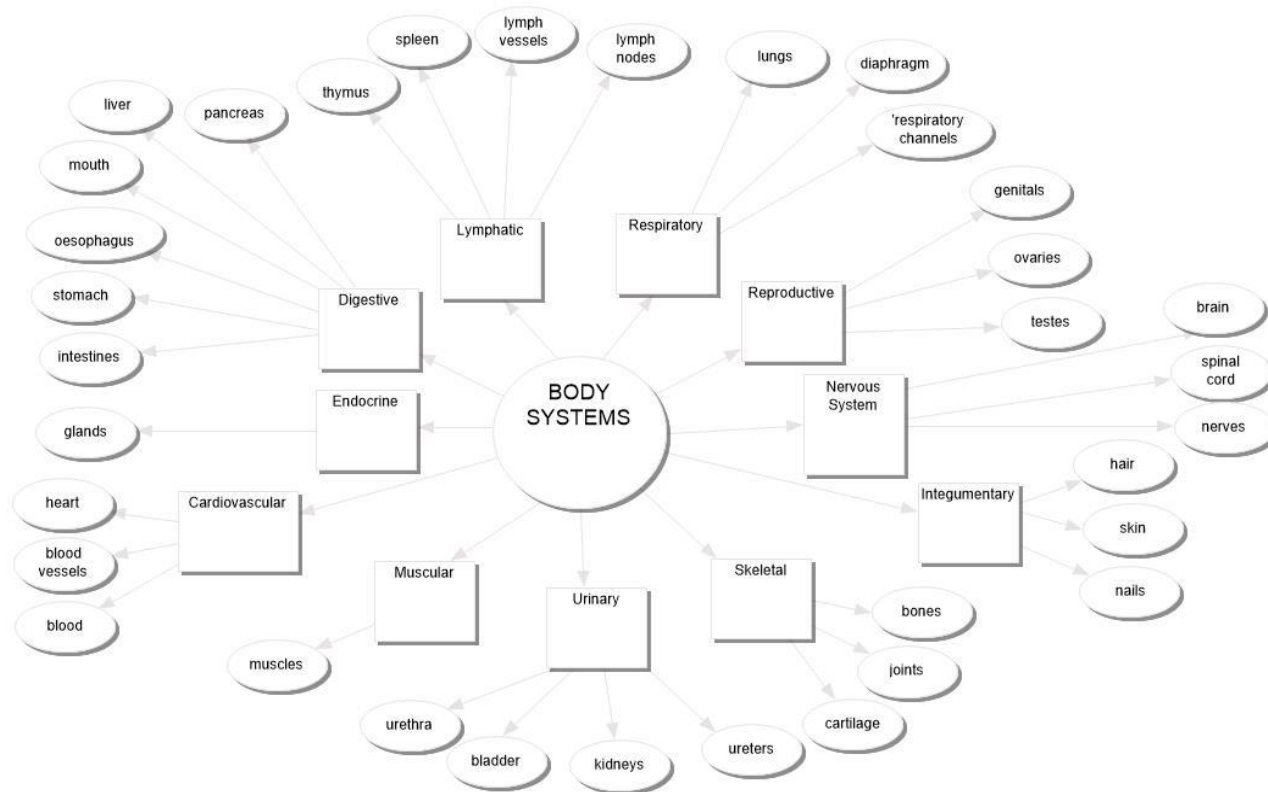 BODY
SYSTEMS
Lymphatic
thymus
spleen
lymph
vessels
lymph
nodes
Respiratory
lungs
diaphragm
'respiratory
channels
Reproductive
genitals
ovaries
testes
Nervous
System
brain
spinal
cord
nerves
Integumentary
hair
skin
nails
Skeletal
bones
joints
cartilage
Urinary
urethra
bladder
kidneys
ureters
Muscular
muscles
Cardiovascular
heart
blood
vessels
blood
Endocrine
glands
Digestive
liver
pancreas
mouth
oesophagus
stomach
intestines